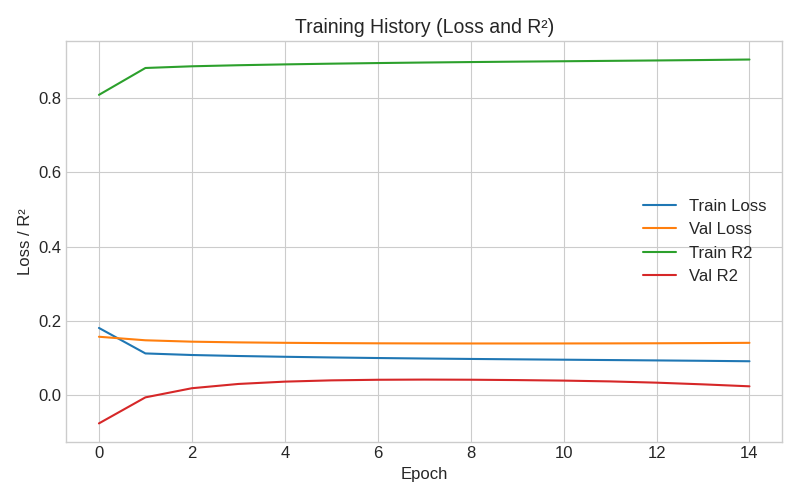 Training History (Loss and R²)
Loss / R²
0.8
0.6
0.4
0.2
0.0
Train Loss
Val Loss
Train R2
Val R2
0 2 4 6 8 10 12 14
Epoch